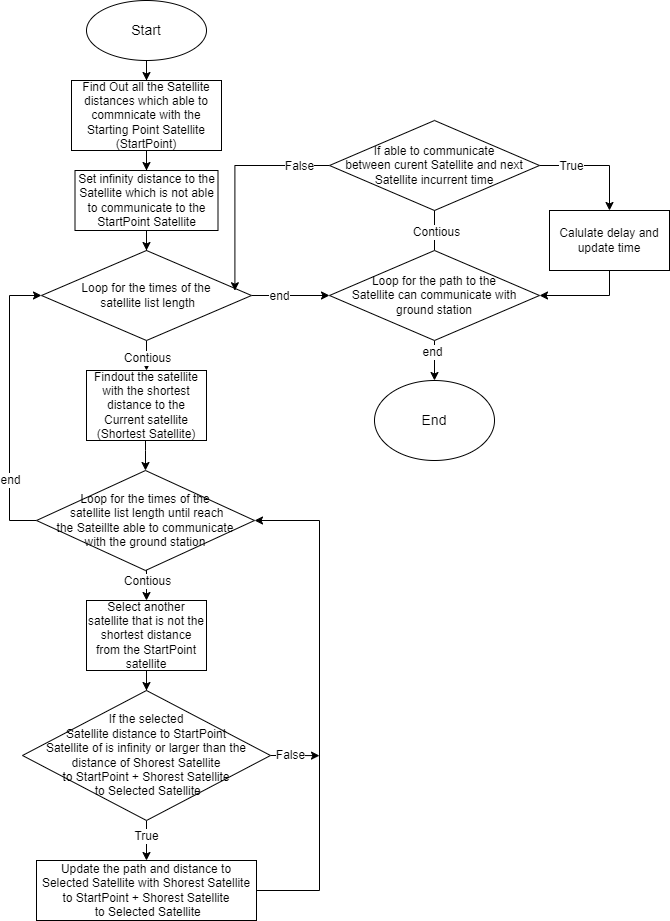 Start
Find Out all the Satellite
distances which able to
commnicate with the
Starting Point Satellite
(StartPoint)
Set infinity distance to the
Satellite which is not able
to communicate to the
StartPoint Satellite
Loop for the times of the
satellite list length
end
Contious
Findout the satellite
with the shortest
distance to the
Current satellite
(Shortest Satellite)
Loop for the times of the
satellite list length until reach
the Sateillte able to communicate
with the ground station
end
Contious
Select another
satellite that is not the
shortest distance
from the StartPoint
satellite
If the selected
Satellite distance to StartPoint
Satellite of is infinity or larger than the
distance of Shorest Satellite
to StartPoint + Shorest Satellite
to Selected Satellite
False
True
Update the path and distance to
Selected Satellite with Shorest Satellite
to StartPoint + Shorest Satellite
to Selected Satellite
If able to communicate
between curent Satellite and next
Satellite incurrent time
False
True
Calulate delay and
update time
Contious
Loop for the path to the
Satellite can communicate with
ground station
end
End